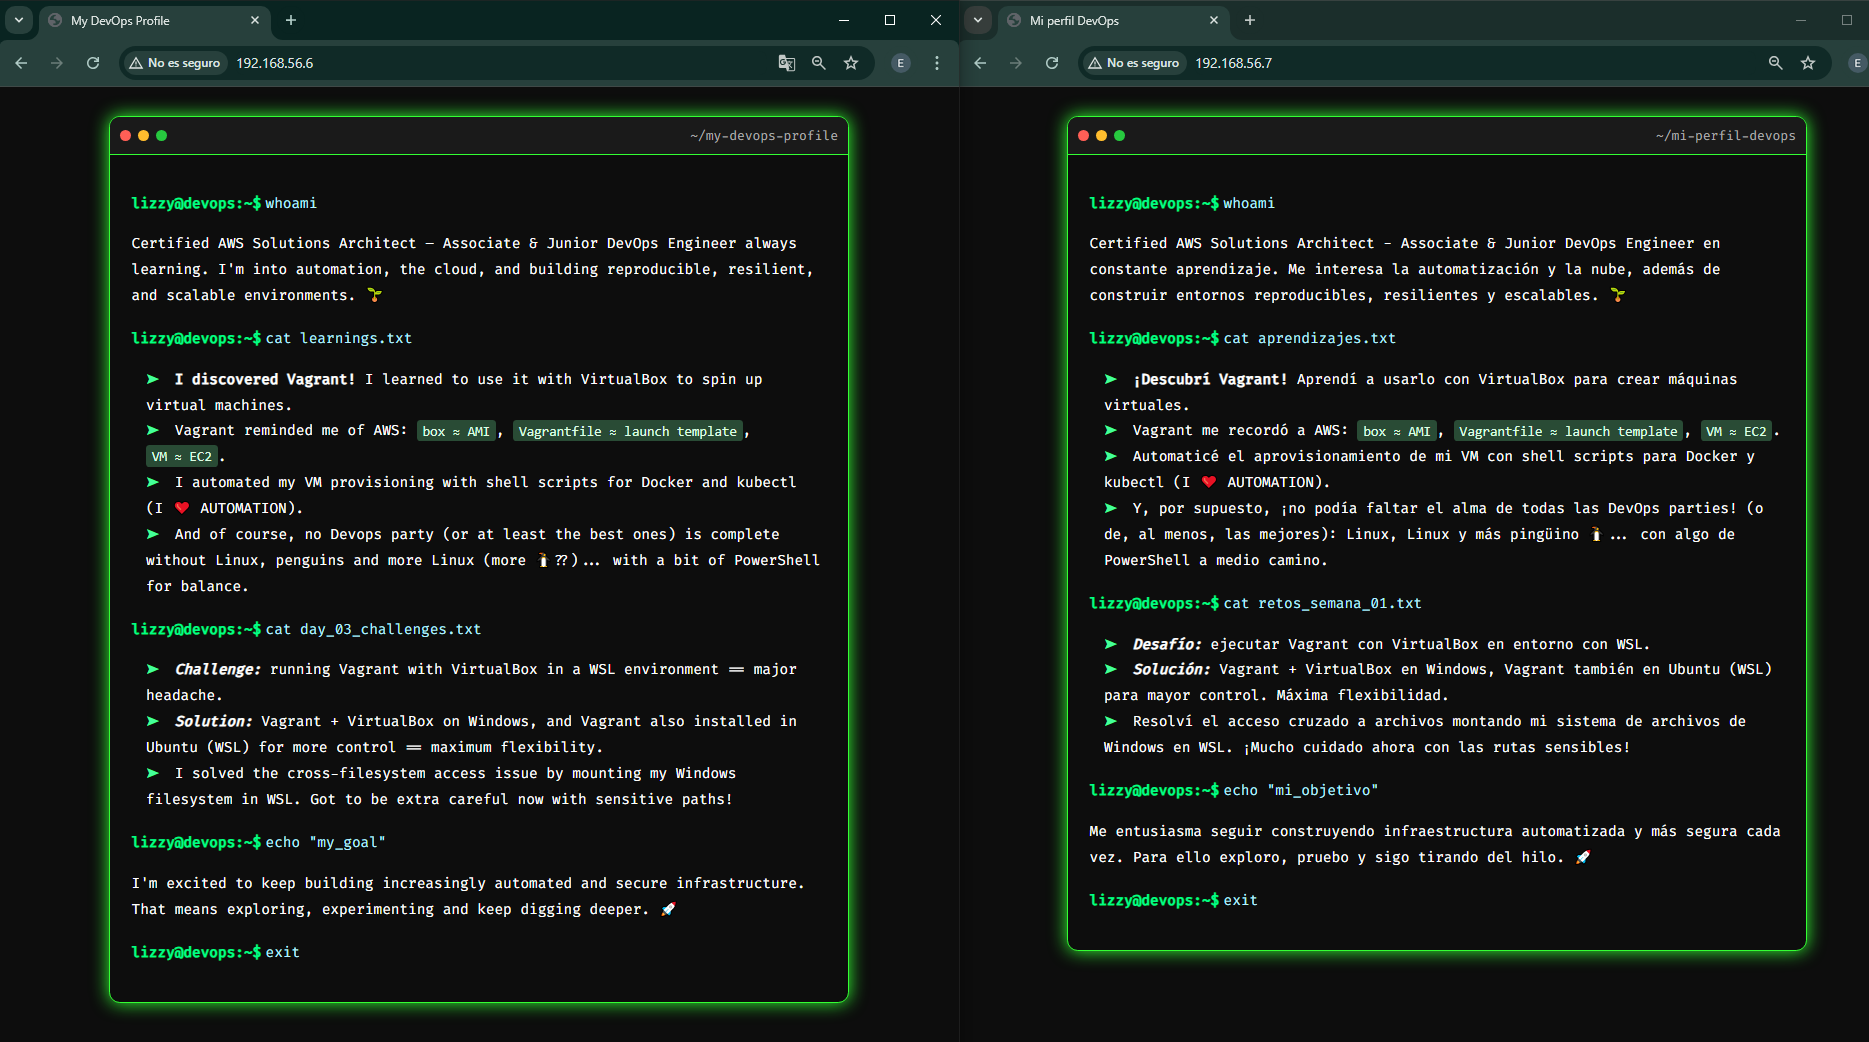 My DevOps Profile
No es seguro
192.168.56.6
E
~/my-devops-profile
lizzy@devops:~$ whoami
Certified AWS Solutions Architect – Associate & Junior DevOps Engineer always
learning. I'm into automation, the cloud, and building reproducible, resilient,
and scalable environments. 🌱
lizzy@devops:~$ cat learnings.txt
➤ I discovered Vagrant! I learned to use it with VirtualBox to spin up
virtual machines.
➤ Vagrant reminded me of AWS: box ≈ AMI, Vagrantfile ≈ launch template,
VM ≈ EC2.
➤ I automated my VM provisioning with shell scripts for Docker and kubectl
(I ❤️ AUTOMATION).
➤ And of course, no Devops party (or at least the best ones) is complete
without Linux, penguins and more Linux (more 🐧??)... with a bit of PowerShell
for balance.
lizzy@devops:~$ cat day_03_challenges.txt
➤ Challenge: running Vagrant with VirtualBox in a WSL environment == major
headache.
➤ Solution: Vagrant + VirtualBox on Windows, and Vagrant also installed in
Ubuntu (WSL) for more control == maximum flexibility.
➤ I solved the cross-filesystem access issue by mounting my Windows
filesystem in WSL. Got to be extra careful now with sensitive paths!
lizzy@devops:~$ echo "my_goal"
I'm excited to keep building increasingly automated and secure infrastructure.
That means exploring, experimenting and keep digging deeper. 🚀
lizzy@devops:~$ exit
Mi perfil DevOps
No es seguro
192.168.56.7
E
~/mi-perfil-devops
lizzy@devops:~$ whoami
Certified AWS Solutions Architect - Associate & Junior DevOps Engineer en
constante aprendizaje. Me interesa la automatización y la nube, además de
construir entornos reproducibles, resilientes y escalables. 🌱
lizzy@devops:~$ cat aprendizajes.txt
➤ ¡Descubrí Vagrant! Aprendí a usarlo con VirtualBox para crear máquinas
virtuales.
➤ Vagrant me recordó a AWS: box ≈ AMI, Vagrantfile ≈ launch template, VM ≈ EC2.
➤ Automaticé el aprovisionamiento de mi VM con shell scripts para Docker y
kubectl (I ❤️ AUTOMATION).
➤ Y, por supuesto, ¡no podía faltar el alma de todas las DevOps parties! (o
de, al menos, las mejores): Linux, Linux y más pingüino 🐧... con algo de
PowerShell a medio camino.
lizzy@devops:~$ cat retos_semana_01.txt
➤ Desafío: ejecutar Vagrant con VirtualBox en entorno con WSL.
➤ Solución: Vagrant + VirtualBox en Windows, Vagrant también en Ubuntu (WSL)
para mayor control. Máxima flexibilidad.
➤ Resolví el acceso cruzado a archivos montando mi sistema de archivos de
Windows en WSL. ¡Mucho cuidado ahora con las rutas sensibles!
lizzy@devops:~$ echo "mi_objetivo"
Me entusiasma seguir construyendo infraestructura automatizada y más segura cada
vez. Para ello exploro, pruebo y sigo tirando del hilo. 🚀
lizzy@devops:~$ exit